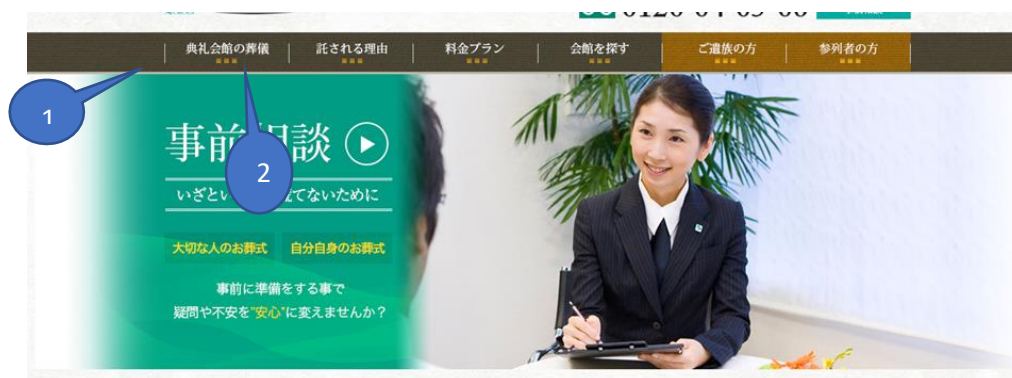 典礼会館の葬儀
託される理由
料金プラン
会館を探す
ご遺族の方
参列者の方
1
2
談
いざとい
てないために
大切な人のお葬式
自分自身のお葬式
事前に準備をする事で
疑問や不安を"安心"に変えませんか？